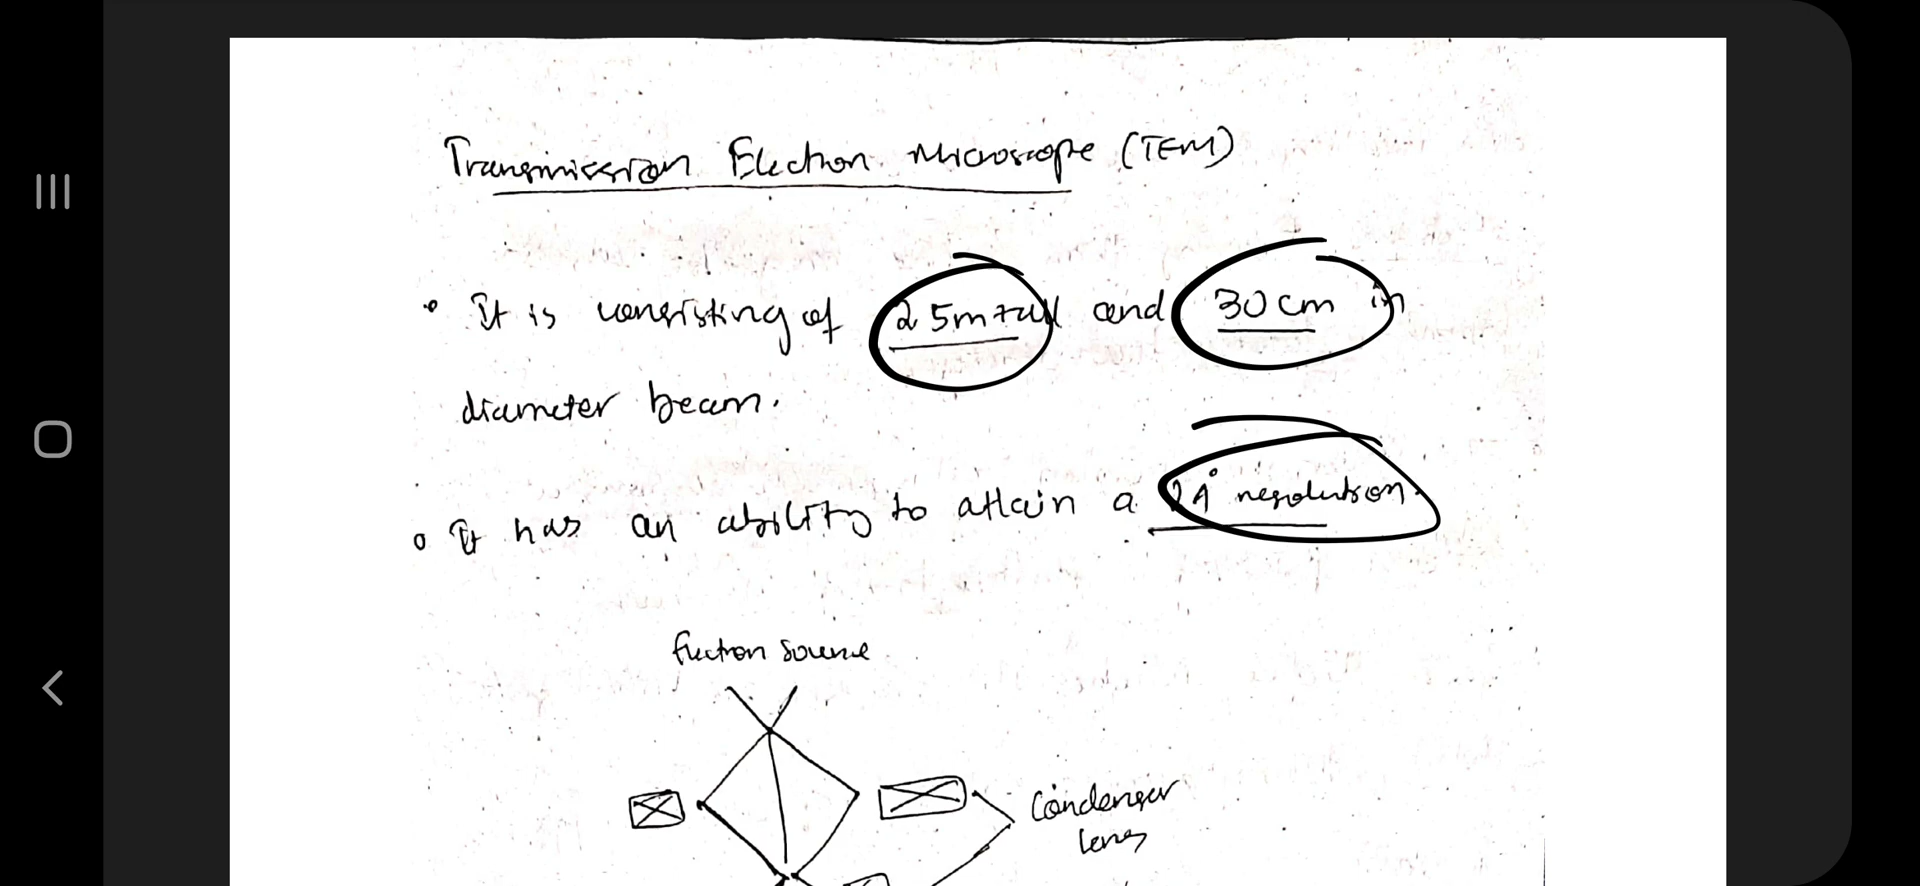 Transmission Electron Microscope (TEM)
• It is consisting of 2.5m tall and 30 cm in
diameter beam.
• It has an ability to attain a Å resolution.
Electron source
Condenser
lens